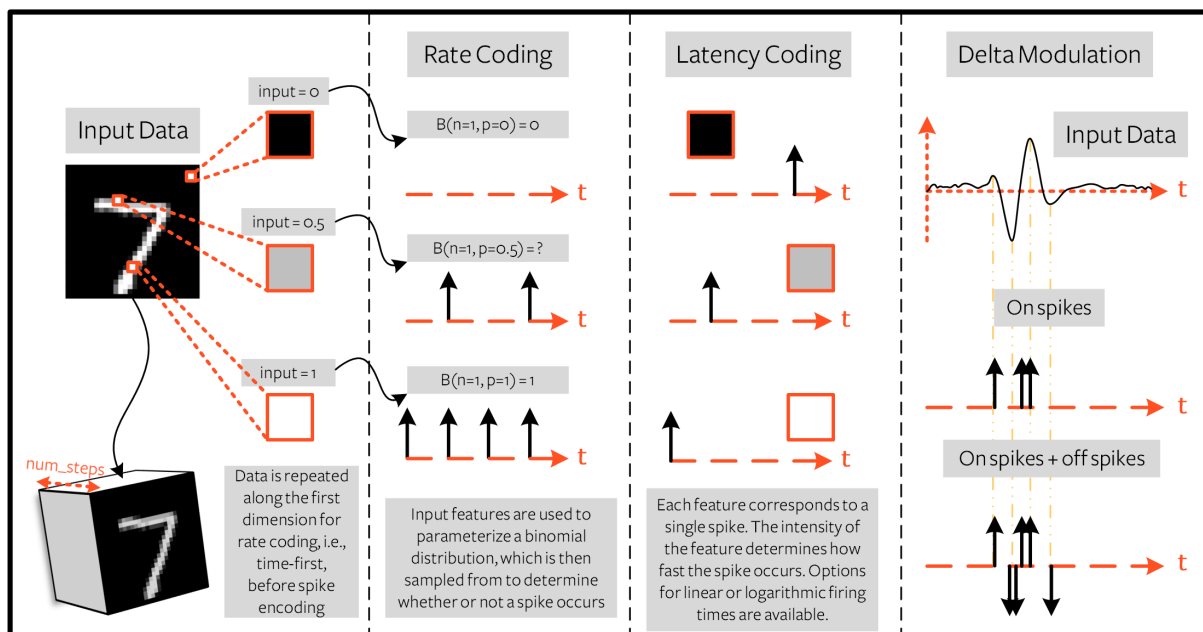 Input Data
input = 0
input = 0.5
input = 1
num_steps
Data is repeated
along the first
dimension for
rate coding, i.e.,
time-first,
before spike
encoding
Rate Coding
B(n=1, p=0) = 0
t
B(n=1, p=0.5) = ?
t
B(n=1, p=1) = 1
t
Input features are used to
parameterize a binomial
distribution, which is then
sampled from to determine
whether or not a spike occurs
Latency Coding
t
t
t
Each feature corresponds to a
single spike. The intensity of
the feature determines how
fast the spike occurs. Options
for linear or logarithmic firing
times are available.
Delta Modulation
Input Data
t
On spikes
t
On spikes + off spikes
t